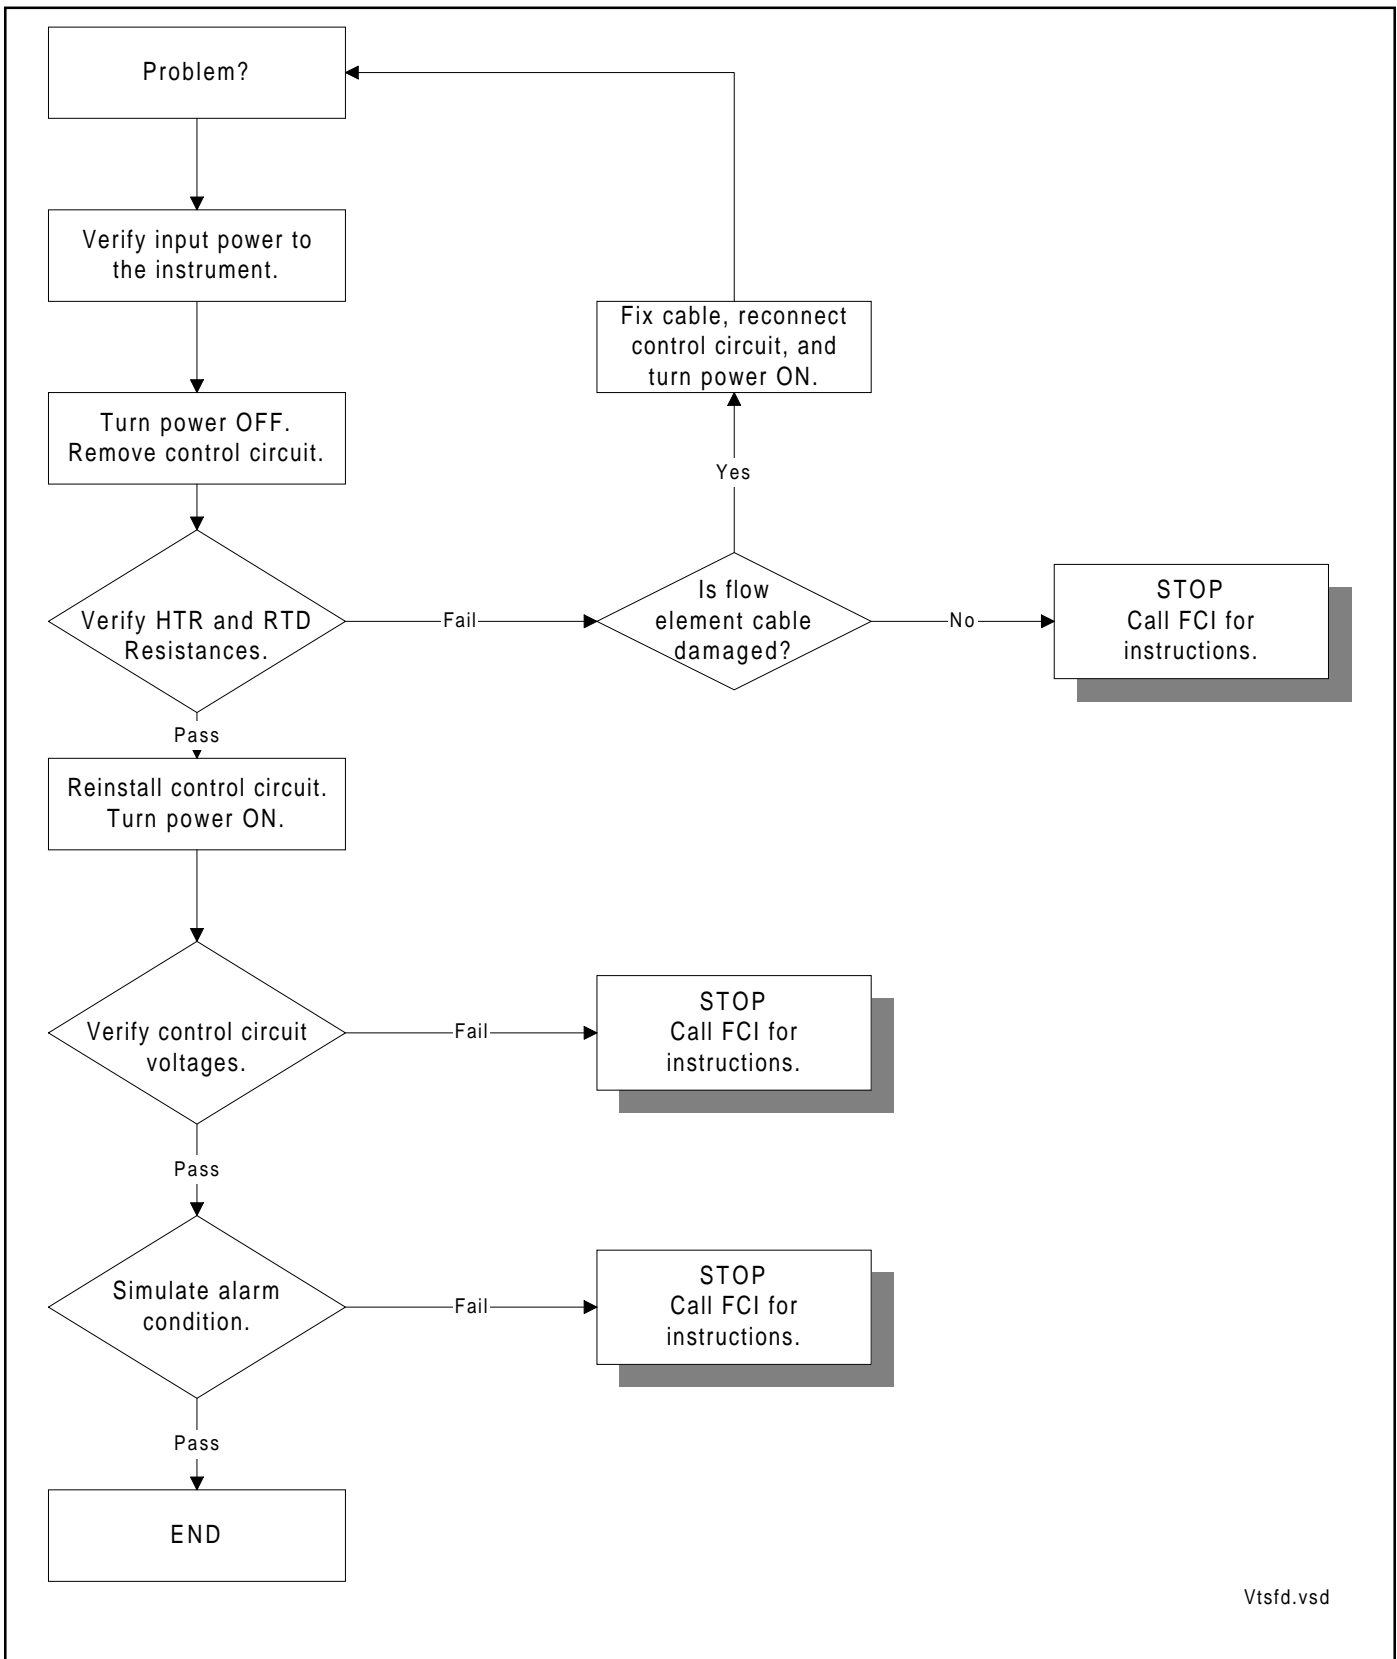 Problem?
Verify input power to
the instrument.
Fix cable, reconnect
control circuit, and
turn power ON.
Turn power OFF.
Remove control circuit.
Yes
Verify HTR and RTD
Resistances.
Fail
Is flow
element cable
damaged?
No
STOP
Call FCI for
instructions.
Pass
Reinstall control circuit.
Turn power ON.
Verify control circuit
voltages.
Fail
STOP
Call FCI for
instructions.
Pass
Simulate alarm
condition.
Fail
STOP
Call FCI for
instructions.
Pass
END
Vtsfd.vsd